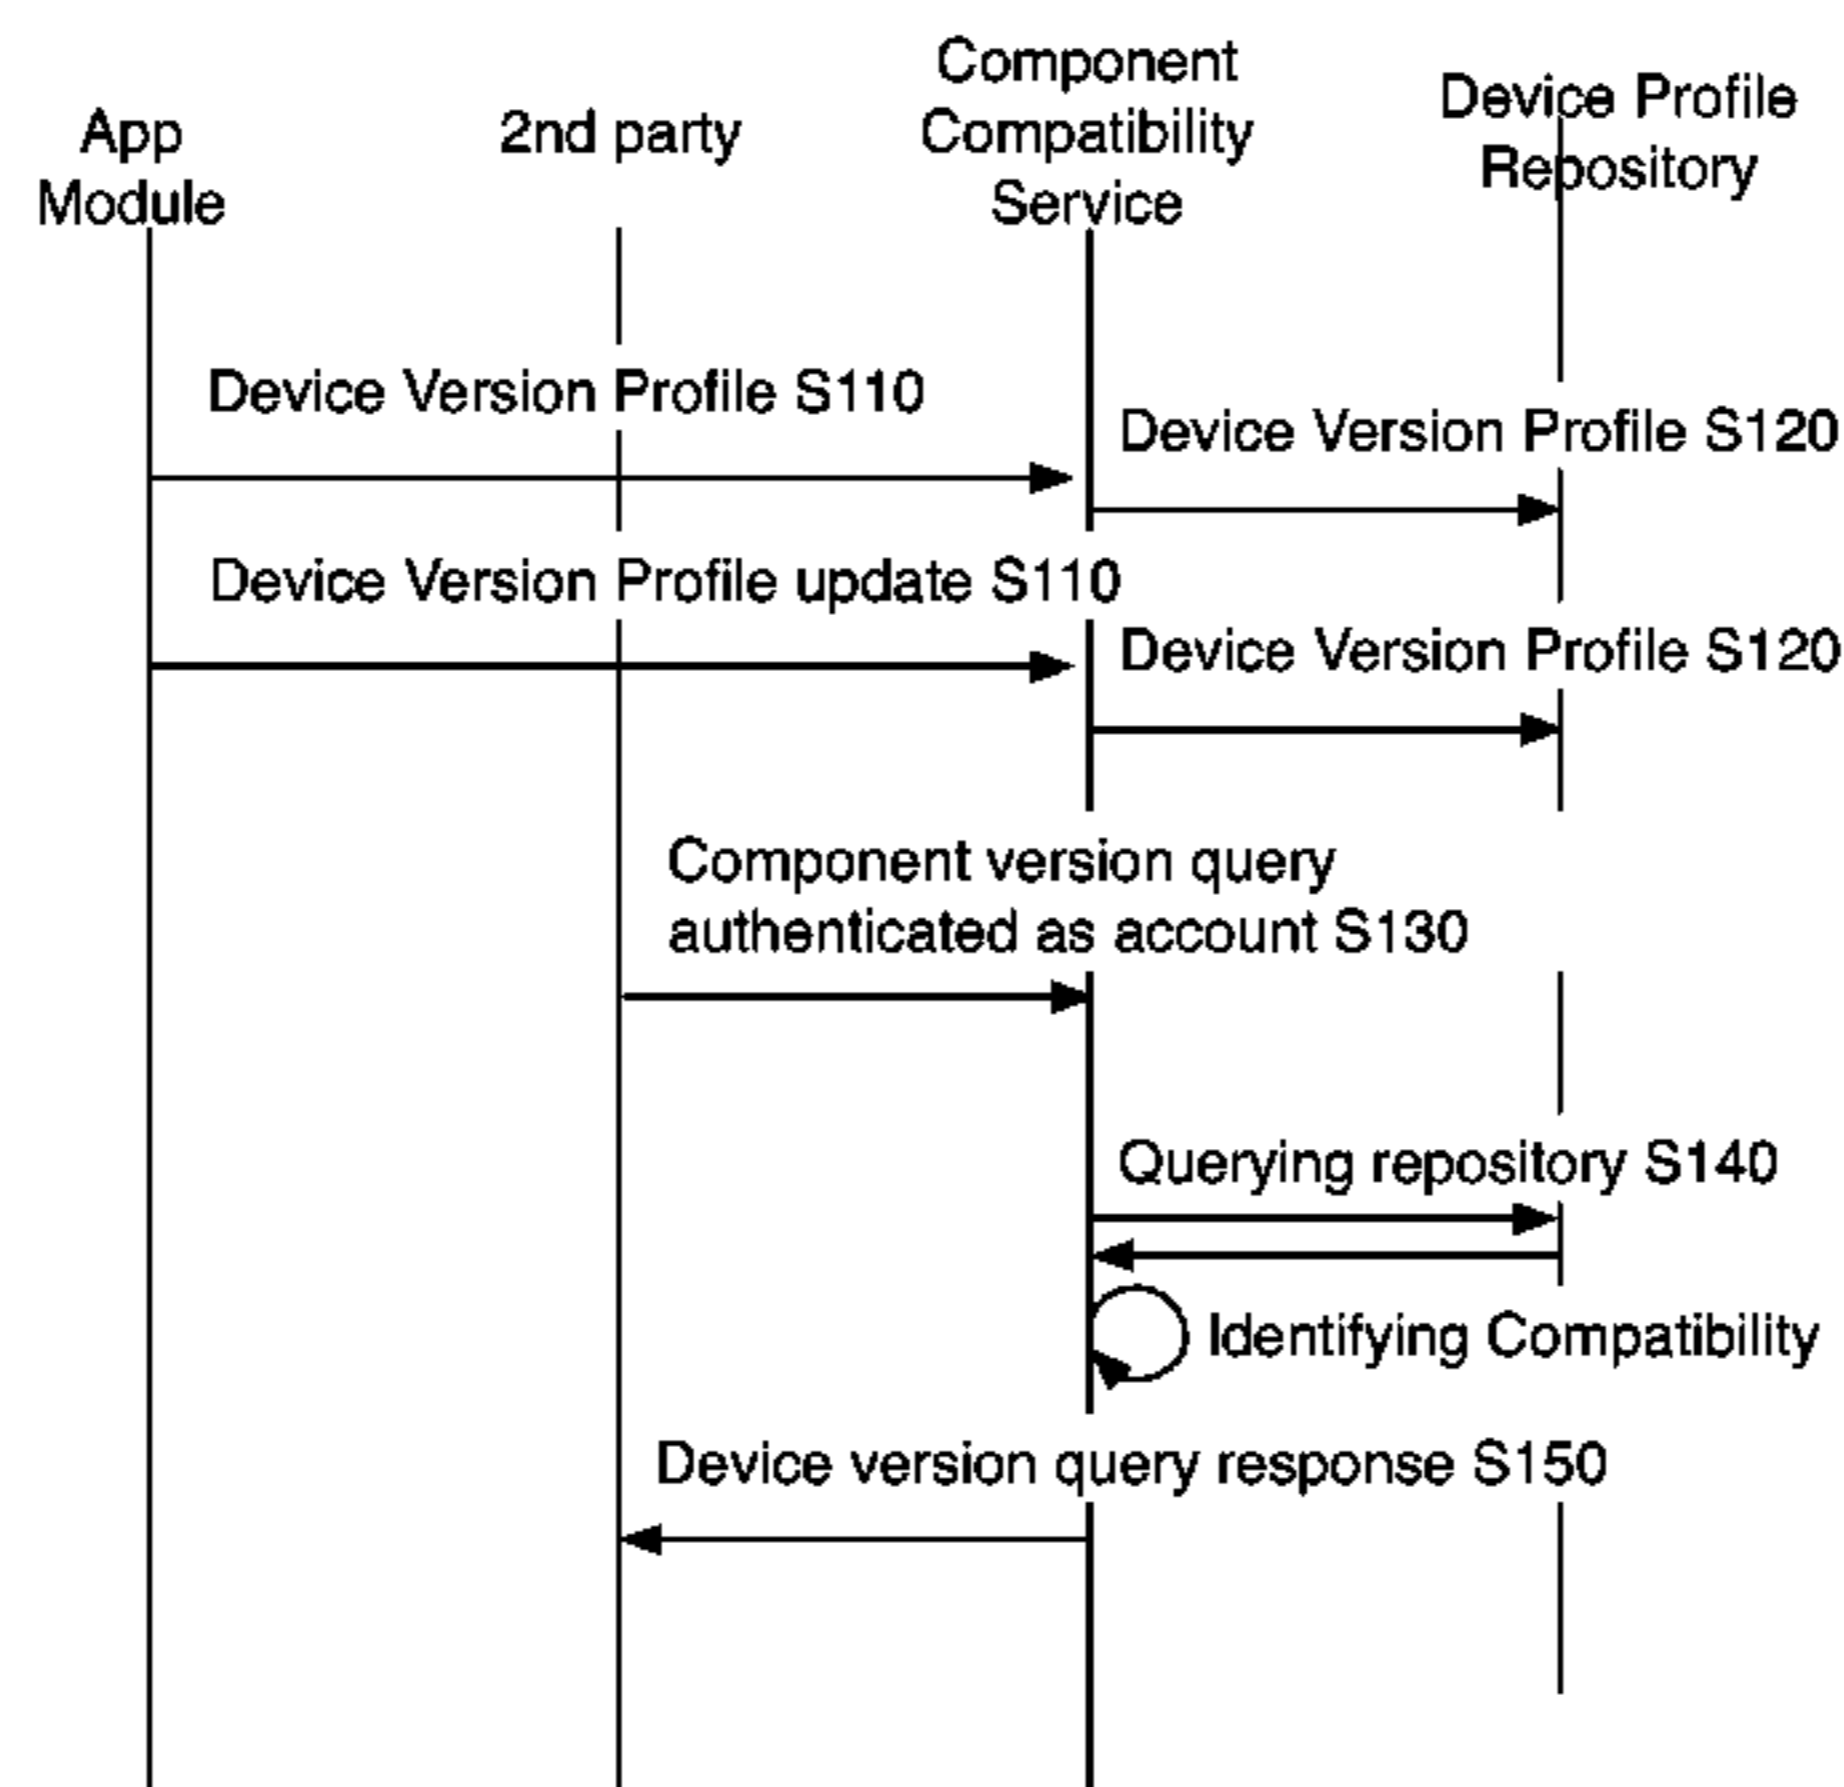 App
Module
2nd party
Component
Compatibility
Service
Device Profile
Repository
Device Version Profile S110
Device Version Profile S120
Device Version Profile update S110
Device Version Profile S120
Component version query
authenticated as account S130
Querying repository S140
Identifying Compatibility
Device version query response S150